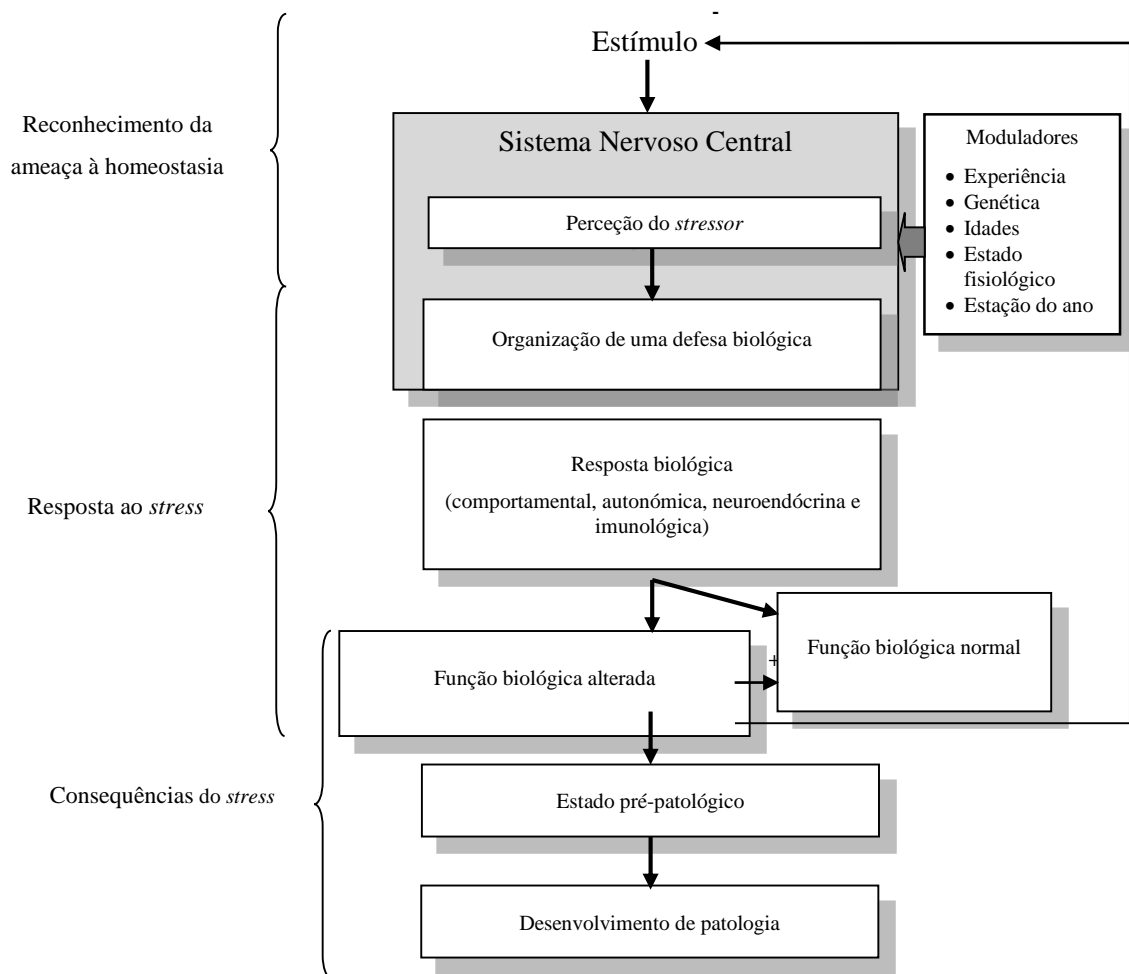 -
Estímulo
Reconhecimento da
ameaça à homeostasia
Sistema Nervoso Central
Moduladores
• Experiência
• Genética
• Idades
• Estado
fisiológico
• Estação do ano
Perceção do stressor
Organização de uma defesa biológica
Resposta ao stress
Resposta biológica
(comportamental, autonómica, neuroendócrina e
imunológica)
Função biológica alterada
+
Função biológica normal
Consequências do stress
Estado pré-patológico
Desenvolvimento de patologia